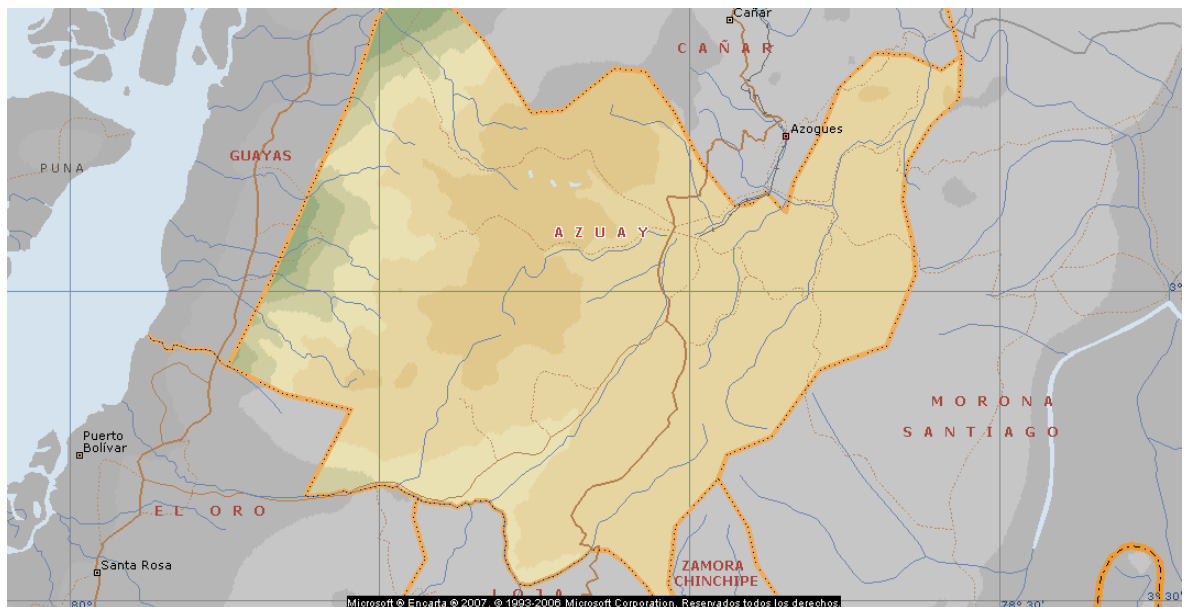 Cañar
CAÑAR
Azogues
GUAYAS
PUNA
AZUAY
3°
MORONA
SANTIAGO
Puerto
Bolívar
EL ORO
Santa Rosa
ZAMORA
CHINCHIPE
LOJA
80°
78° 30'
3° 30'
Microsoft ® Encarta ® 2007. © 1993-2006 Microsoft Corporation. Reservados todos los derechos.